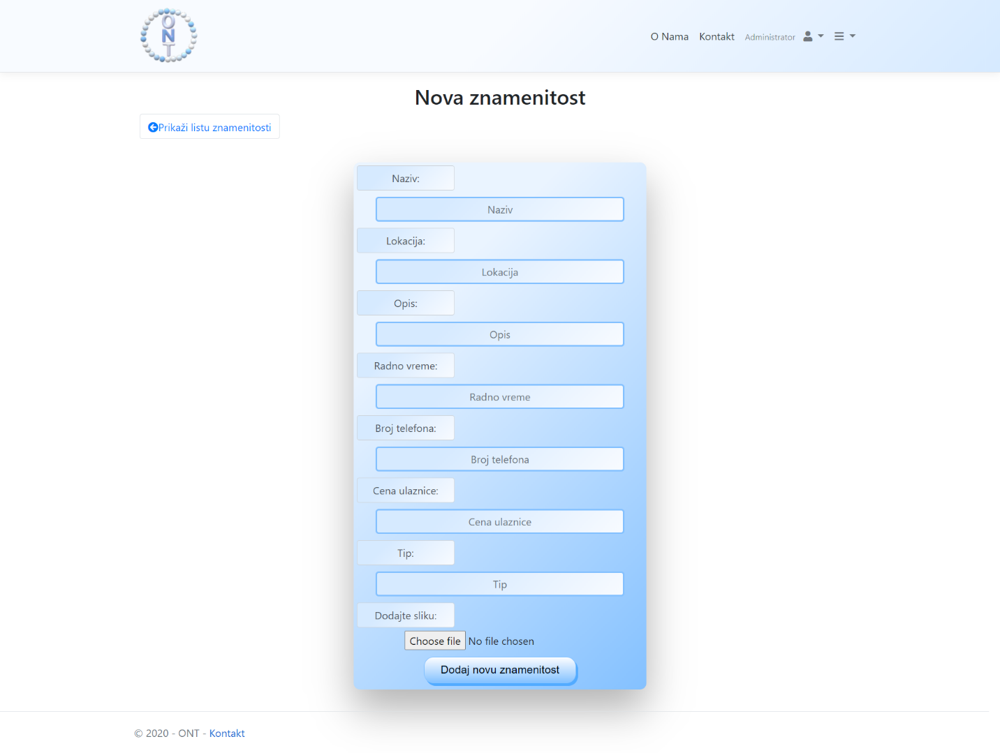 ONT
O Nama Kontakt Administrator
Nova znamenitost
Prikaži listu znamenitosti
Naziv:
Naziv
Lokacija:
Lokacija
Opis:
Opis
Radno vreme:
Radno vreme
Broj telefona:
Broj telefona
Cena ulaznice:
Cena ulaznice
Tip:
Tip
Dodajte sliku:
Choose file No file chosen
Dodaj novu znamenitost
© 2020 - ONT - Kontakt